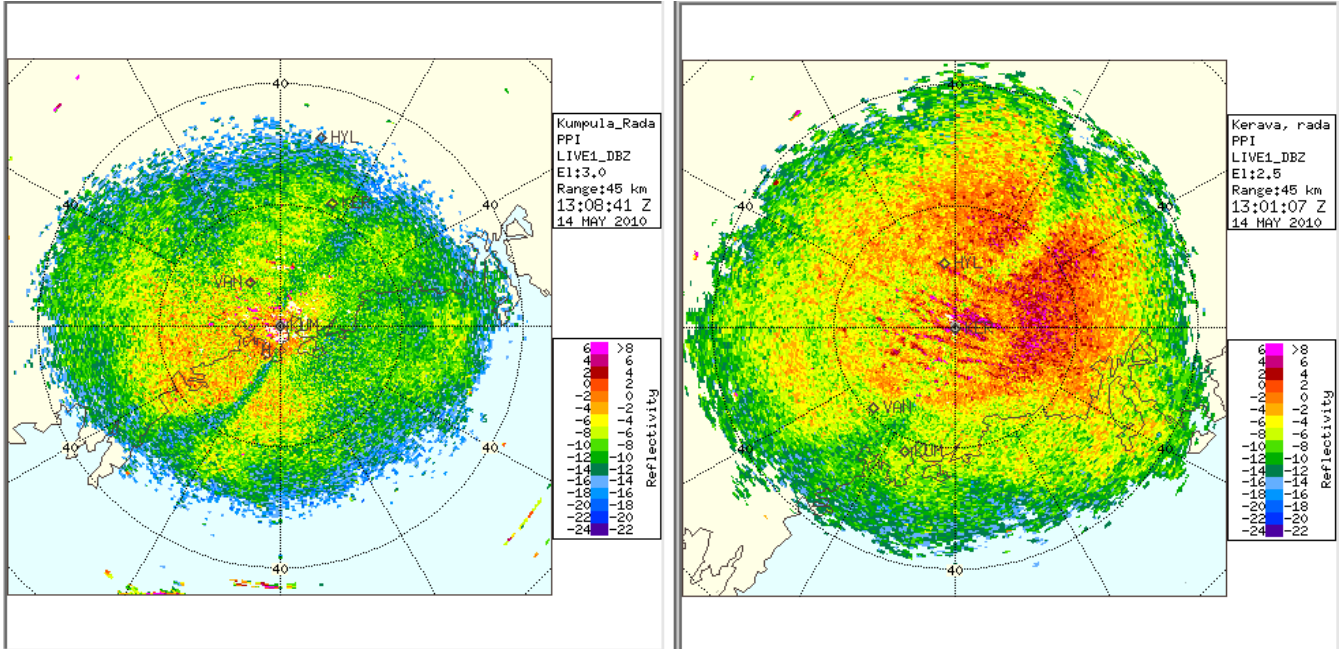 40
HYL
KER
40
40
VAN
KUM
40
40
40
Kumpula_Rada
PPI
LIVE1_DBZ
El:3.0
Range:45 km
13:08:41 Z
14 MAY 2010
6 >8
4 6
2 4
0 2
-2 0
-4 -2
-6 -4
-8 -6
-10 -8
-12 -10
-14 -12
-16 -14
-18 -16
-20 -18
-22 -20
-24 -22
Reflectivity
40
40
40
HYL
VAN
KUM
40
40
40
Kerava, rada
PPI
LIVE1_DBZ
El:2.5
Range:45 km
13:01:07 Z
14 MAY 2010
6 >8
4 6
2 4
0 2
-2 0
-4 -2
-6 -4
-8 -6
-10 -8
-12 -10
-14 -12
-16 -14
-18 -16
-20 -18
-22 -20
-24 -22
Reflectivity